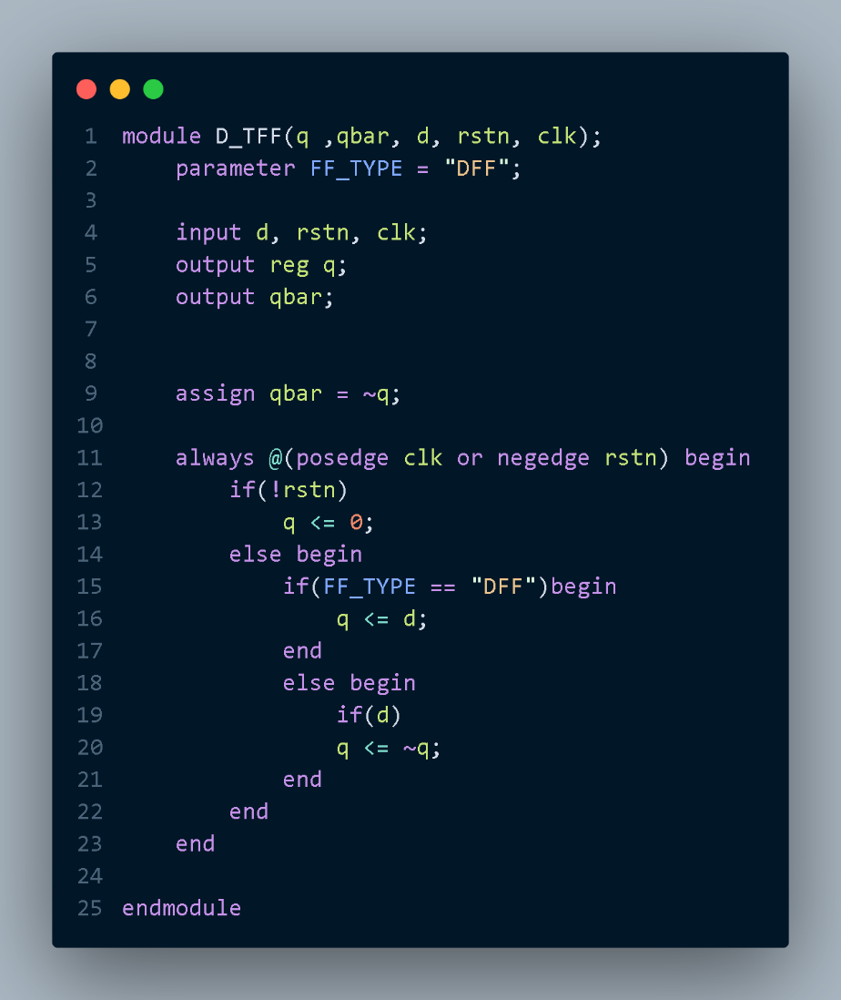 1 module D_TFF(q ,qbar, d, rstn, clk);
2     parameter FF_TYPE = "DFF";
3
4     input d, rstn, clk;
5     output reg q;
6     output qbar;
7
8
9     assign qbar = ~q;
10
11     always @(posedge clk or negedge rstn) begin
12         if(!rstn)
13             q <= 0;
14         else begin
15             if(FF_TYPE == "DFF")begin
16                 q <= d;
17             end
18             else begin
19                 if(d)
20                 q <= ~q;
21             end
22         end
23     end
24
25 endmodule